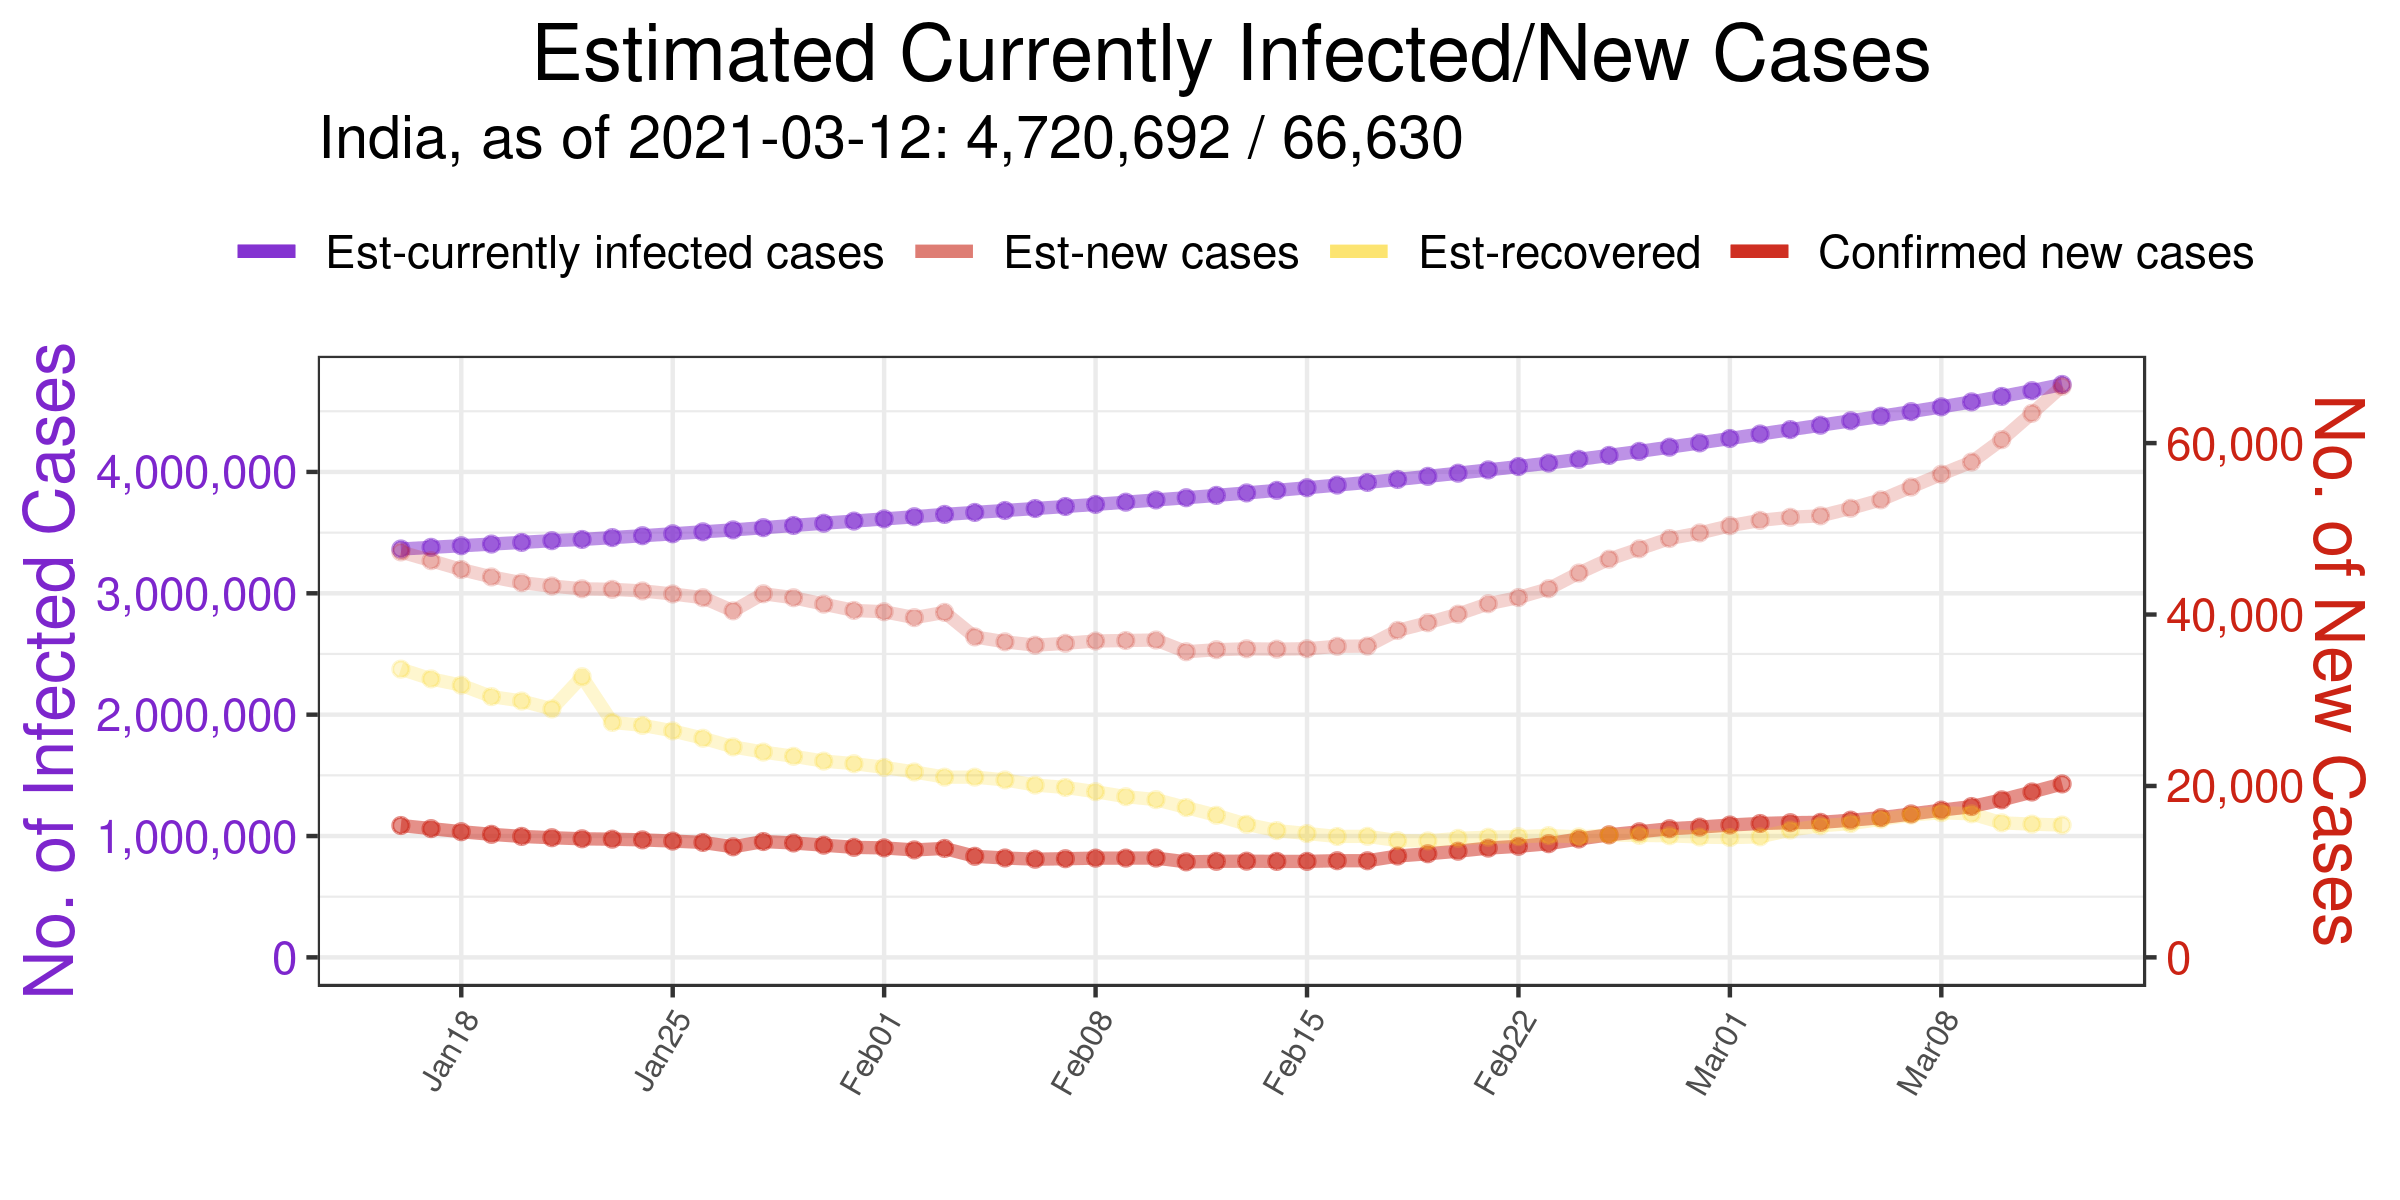 Estimated Currently Infected/New Cases
India, as of 2021-03-12: 4,720,692 / 66,630
Est-currently infected cases Est-new cases Est-recovered Confirmed new cases
No. of Infected Cases
4,000,000
3,000,000
2,000,000
1,000,000
0
60,000
40,000
20,000
0
No. of New Cases
Jan18 Jan25 Feb01 Feb08 Feb15 Feb22 Mar01 Mar08